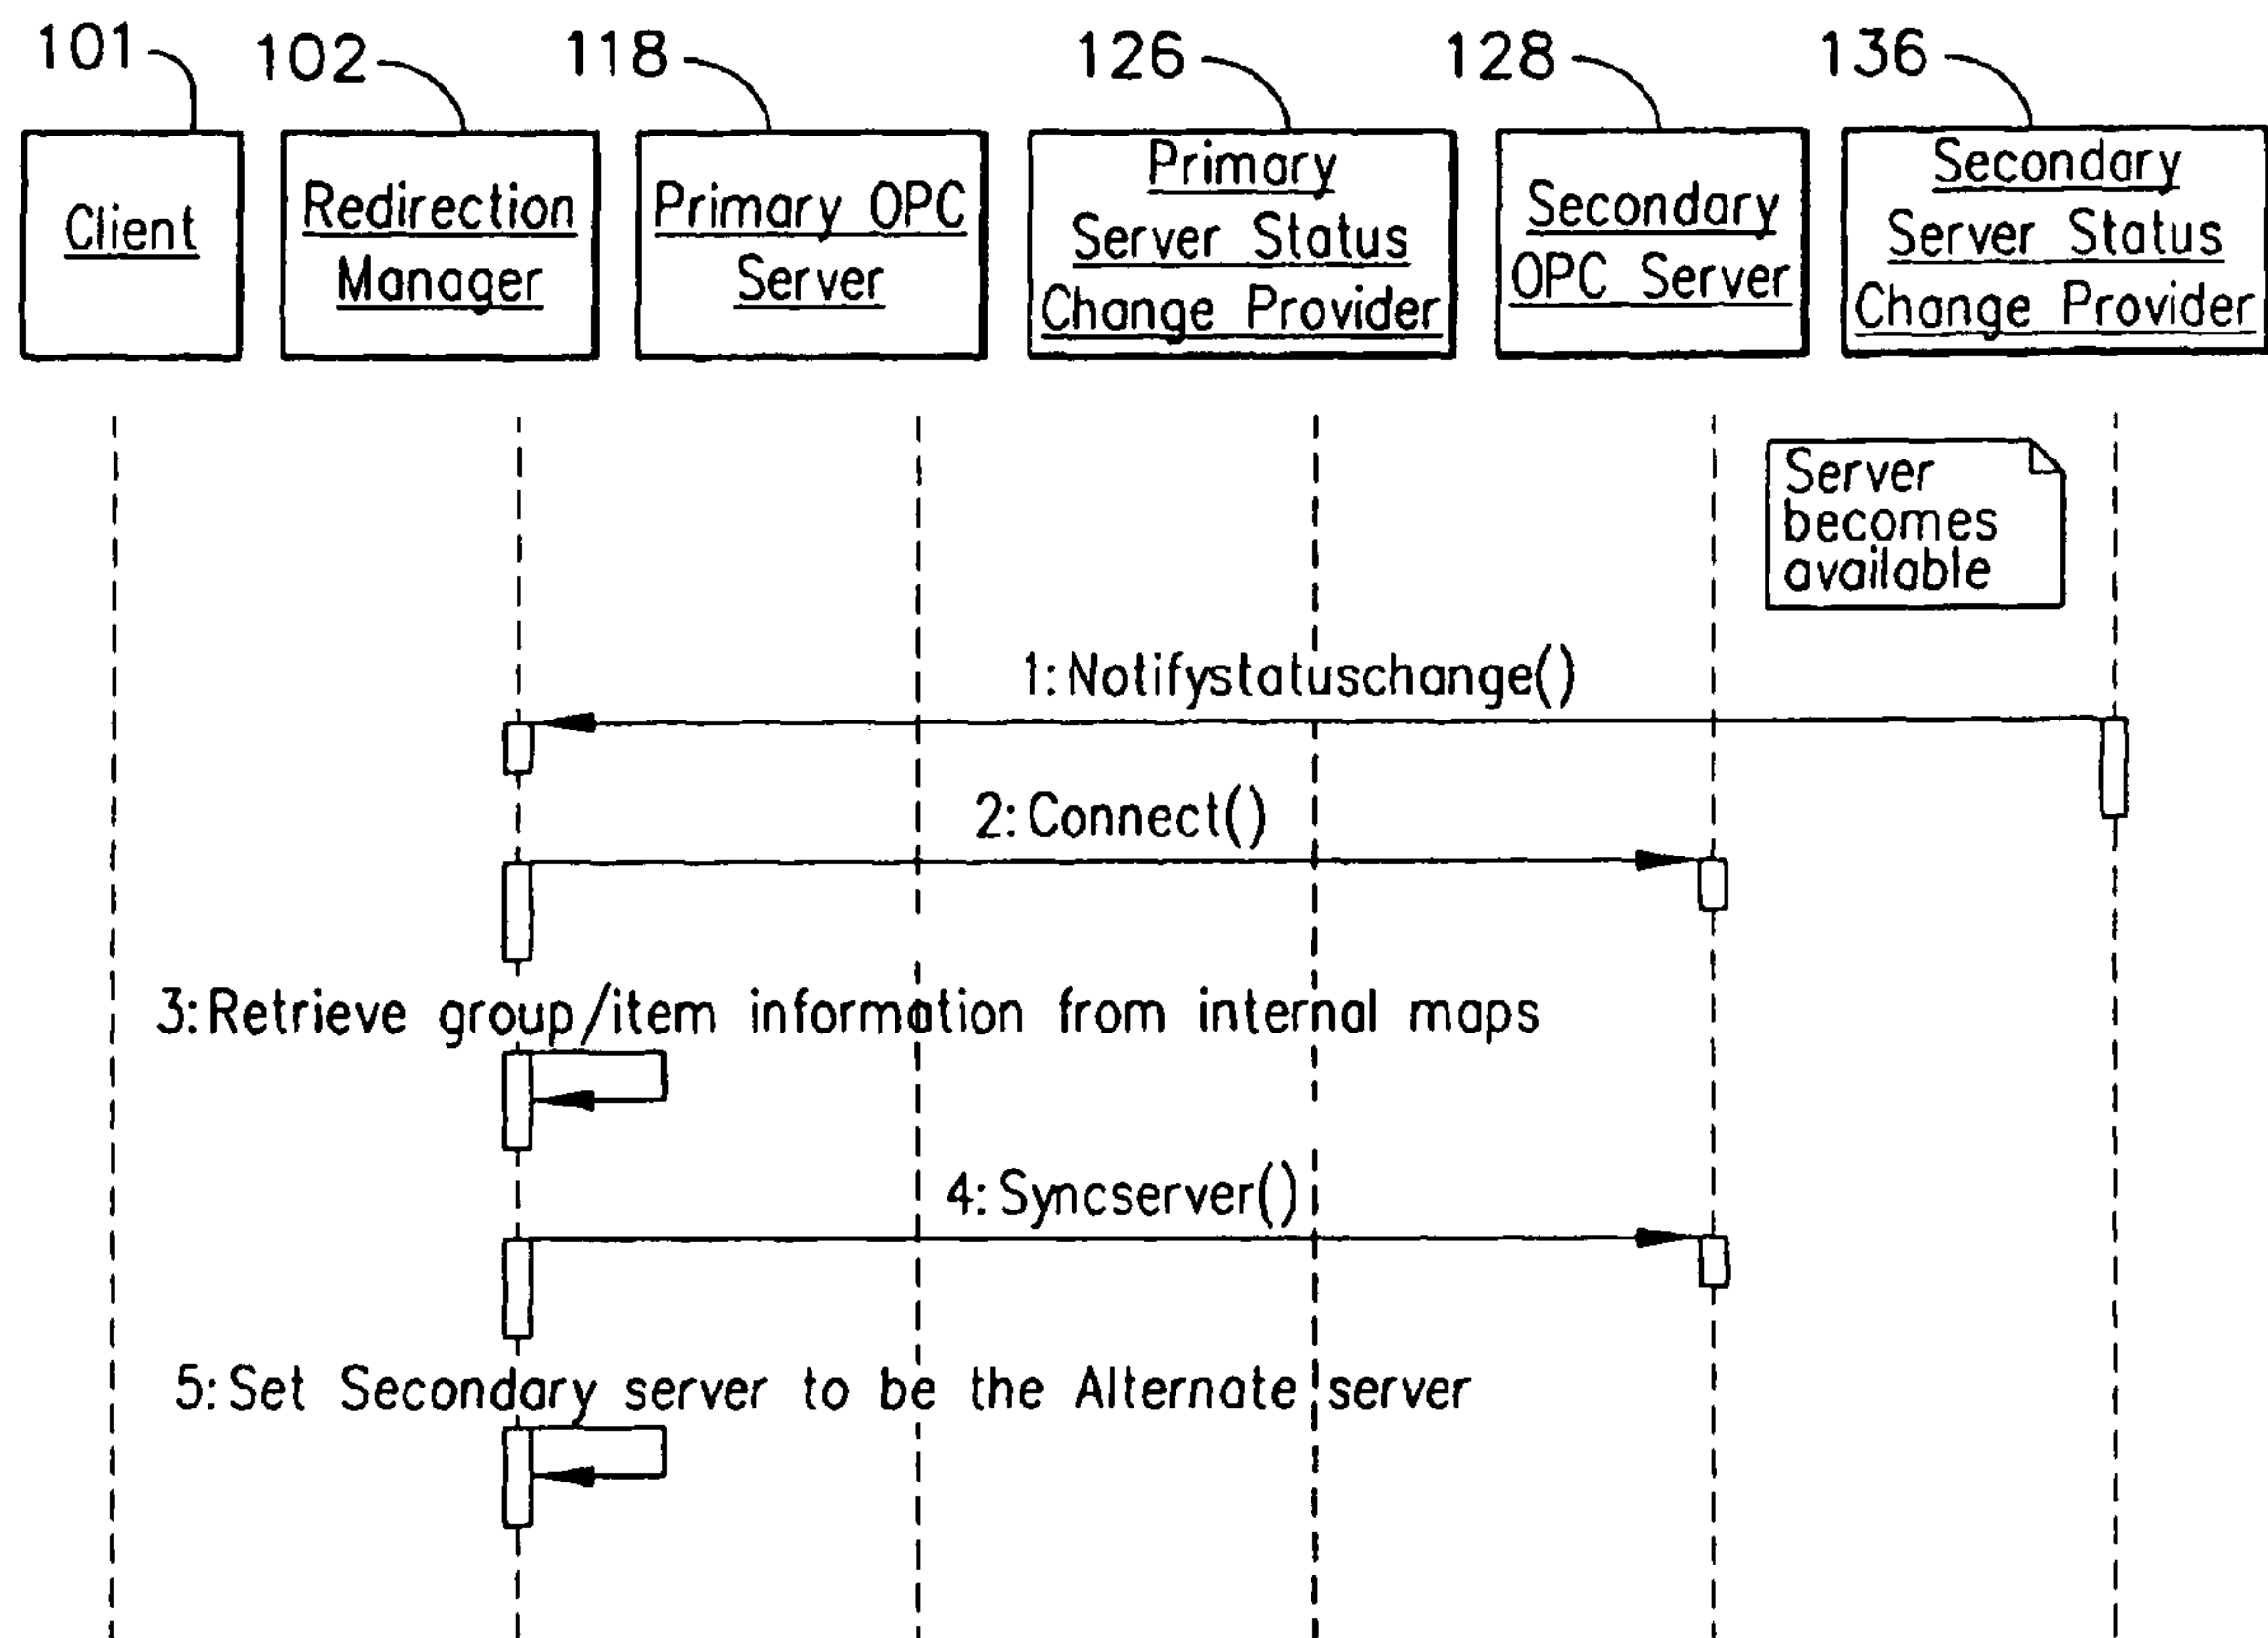 101 102 118 126 128 136
Client
Redirection
Manager
Primary OPC
Server
Primary
Server Status
Change Provider
Secondary
OPC Server
Secondary
Server Status
Change Provider
Server
becomes
available
1:Notifystatuschange()
2:Connect()
3:Retrieve group/item information from internal maps
4:Syncserver()
5:Set Secondary server to be the Alternate server